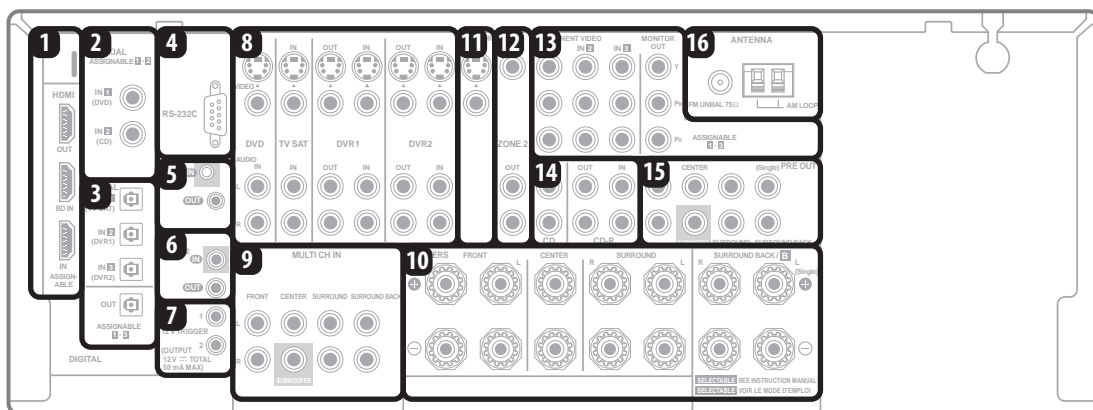 1
HDMI
OUT
BD IN
IN
ASSIGN-
ABLE
2
ASSIGNABLE 1 - 2
IN 1
(DVD)
IN 2
(CD)
3
IN 2
(DVR1)
IN 3
(DVR2)
OUT
ASSIGNABLE
1 - 3
DIGITAL
4
RS-232C
5
IN
OUT
6
IN
OUT
7
1
12 V TRIGGER
2
(OUTPUT
12 V TOTAL
50 mA MAX)
8
IN OUT IN OUT IN
VIDEO
DVD TV SAT DVR1 DVR2
AUDIO
IN IN OUT IN OUT IN
L
R
9
MULTI CH IN
FRONT CENTER SURROUND SURROUND BACK
L
R
SUBWOOFER
10
FRONT L CENTER R SURROUND L R SURROUND BACK / B L
(Single)
SELECTABLE SEE INSTRUCTION MANUAL
SELECTABLE VOIR LE MODE D'EMPLOI
11
12
ZONE 2
OUT
13
VIDEO
IN 2 IN 3
MONITOR
OUT
Y
PB
PR
ASSIGNABLE
1 - 3
14
OUT IN
CD CD-R
15
CENTER (Single) PRE OUT
SURROUND SURROUND BACK
16
ANTENNA
FM UNBAL 75Ω AM LOOP